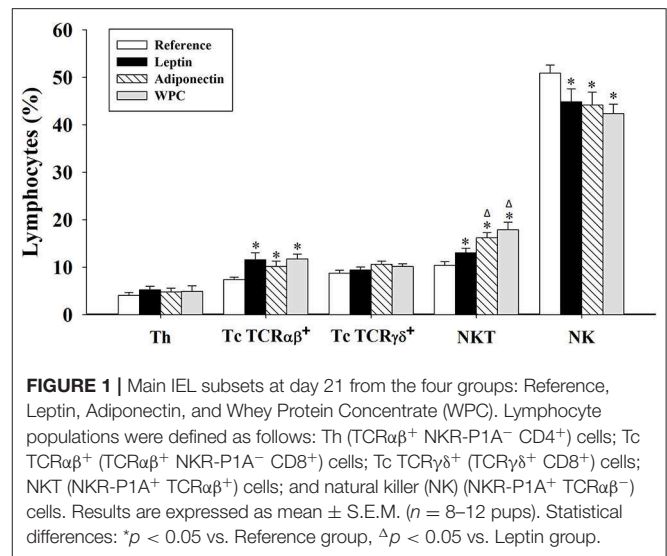 60
50
40
30
20
10
0
Lymphocytes (%)
Reference
Leptin
Adiponectin
WPC
* * *
* Δ * Δ *
* * *
Th Tc TCRαβ⁺ Tc TCRγδ⁺ NKT NK
FIGURE 1 | Main IEL subsets at day 21 from the four groups: Reference,
Leptin, Adiponectin, and Whey Protein Concentrate (WPC). Lymphocyte
populations were defined as follows: Th (TCRαβ⁺ NKR-P1A⁻ CD4⁺) cells; Tc
TCRαβ⁺ (TCRαβ⁺ NKR-P1A⁻ CD8⁺) cells; Tc TCRγδ⁺ (TCRγδ⁺ CD8⁺) cells;
NKT (NKR-P1A⁺ TCRαβ⁺) cells; and natural killer (NK) (NKR-P1A⁺ TCRαβ⁻)
cells. Results are expressed as mean ± S.E.M. (n = 8–12 pups). Statistical
differences: *p < 0.05 vs. Reference group, Δp < 0.05 vs. Leptin group.